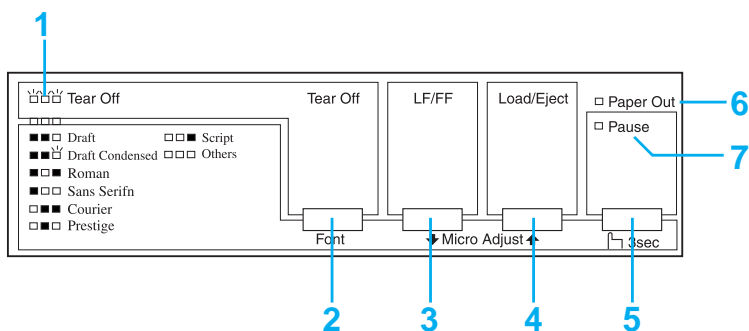 1
Tear Off Tear Off LF/FF Load/Eject
Paper Out 6
Pause
7
Draft Script
Draft Condensed Others
Roman
Sans Serifn
Courier
Prestige
Font Micro Adjust 3sec
2 3 4 5